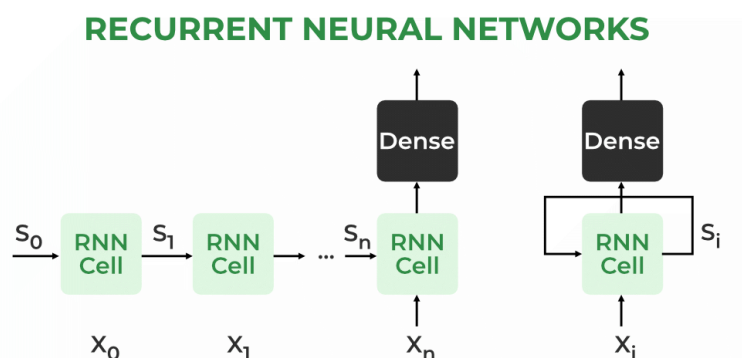 RECURRENT NEURAL NETWORKS
Dense
Dense
S0
RNN
Cell
S1
RNN
Cell
...
Sn
RNN
Cell
RNN
Cell
Si
X0
X1
Xn
Xi